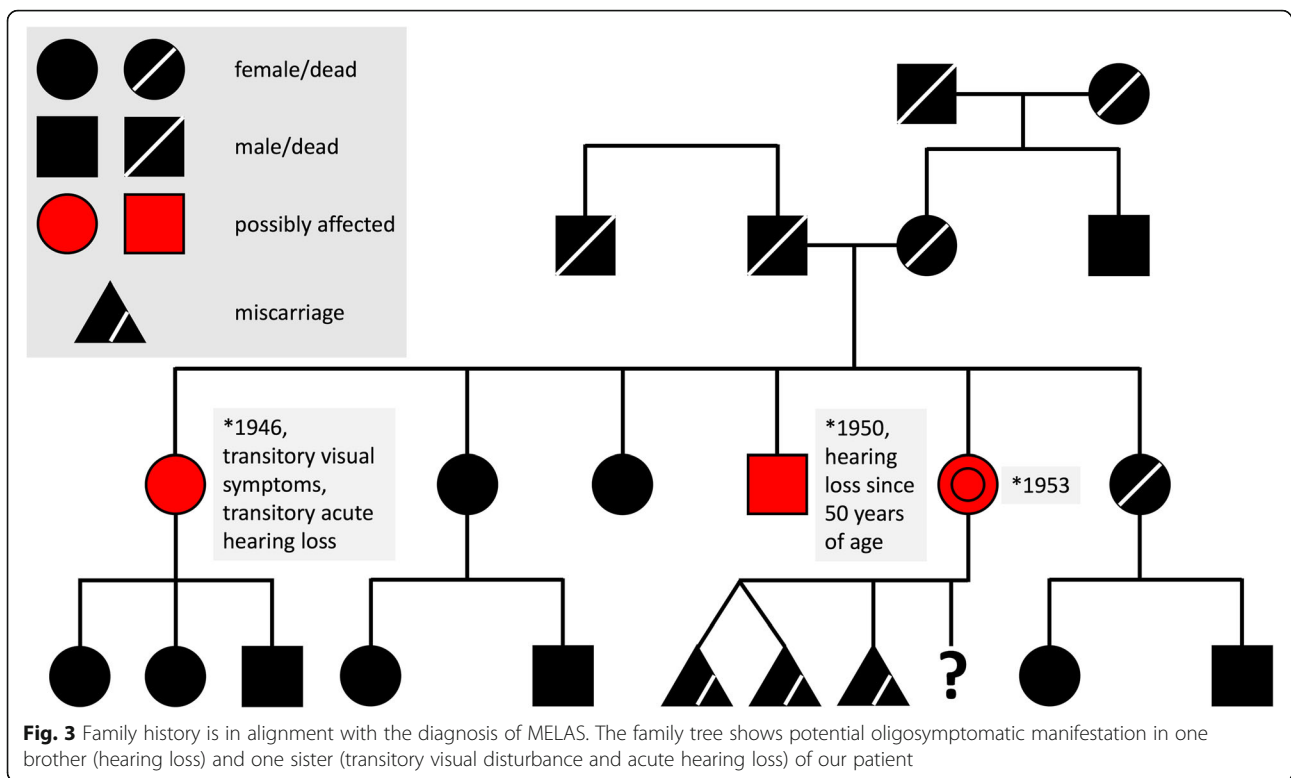 female/dead
male/dead
possibly affected
miscarriage
*1946,
transitory visual
symptoms,
transitory acute
hearing loss
*1950,
hearing
loss since
50 years
of age
*1953
?
Fig. 3 Family history is in alignment with the diagnosis of MELAS. The family tree shows potential oligosymptomatic manifestation in one
brother (hearing loss) and one sister (transitory visual disturbance and acute hearing loss) of our patient